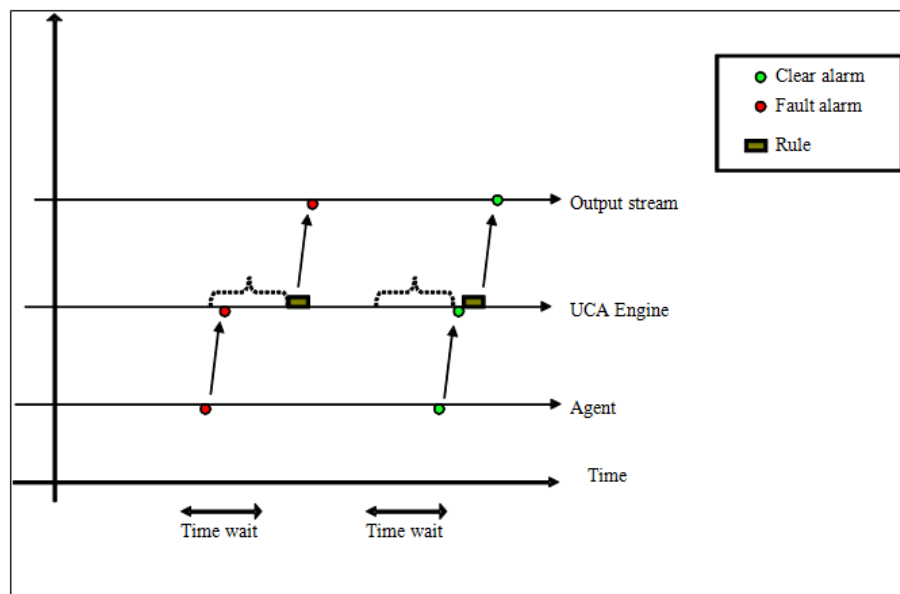 Clear alarm
Fault alarm
Rule
Output stream
UCA Engine
Agent
Time
Time wait
Time wait